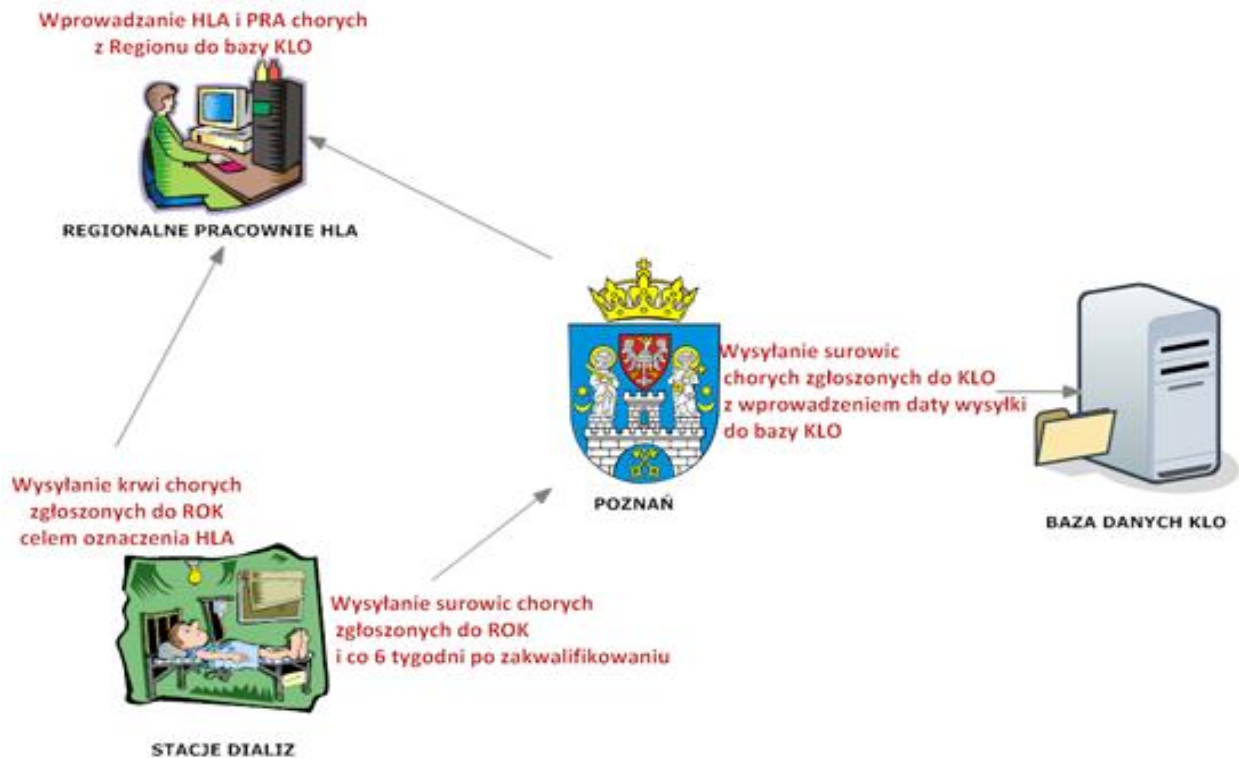 Wprowadzanie HLA i PRA chorych
z Regionu do bazy KLO
REGIONALNE PRACOWNIE HLA
Wysyłanie surowic
chorych zgłoszonych do KLO
z wprowadzeniem daty wysyłki
do bazy KLO
POZNAŃ
BAZA DANYCH KLO
Wysyłanie krwi chorych
zgłoszonych do ROK
celem oznaczenia HLA
Wysyłanie surowic chorych
zgłoszonych do ROK
i co 6 tygodni po zakwalifikowaniu
STACJE DIALIZ